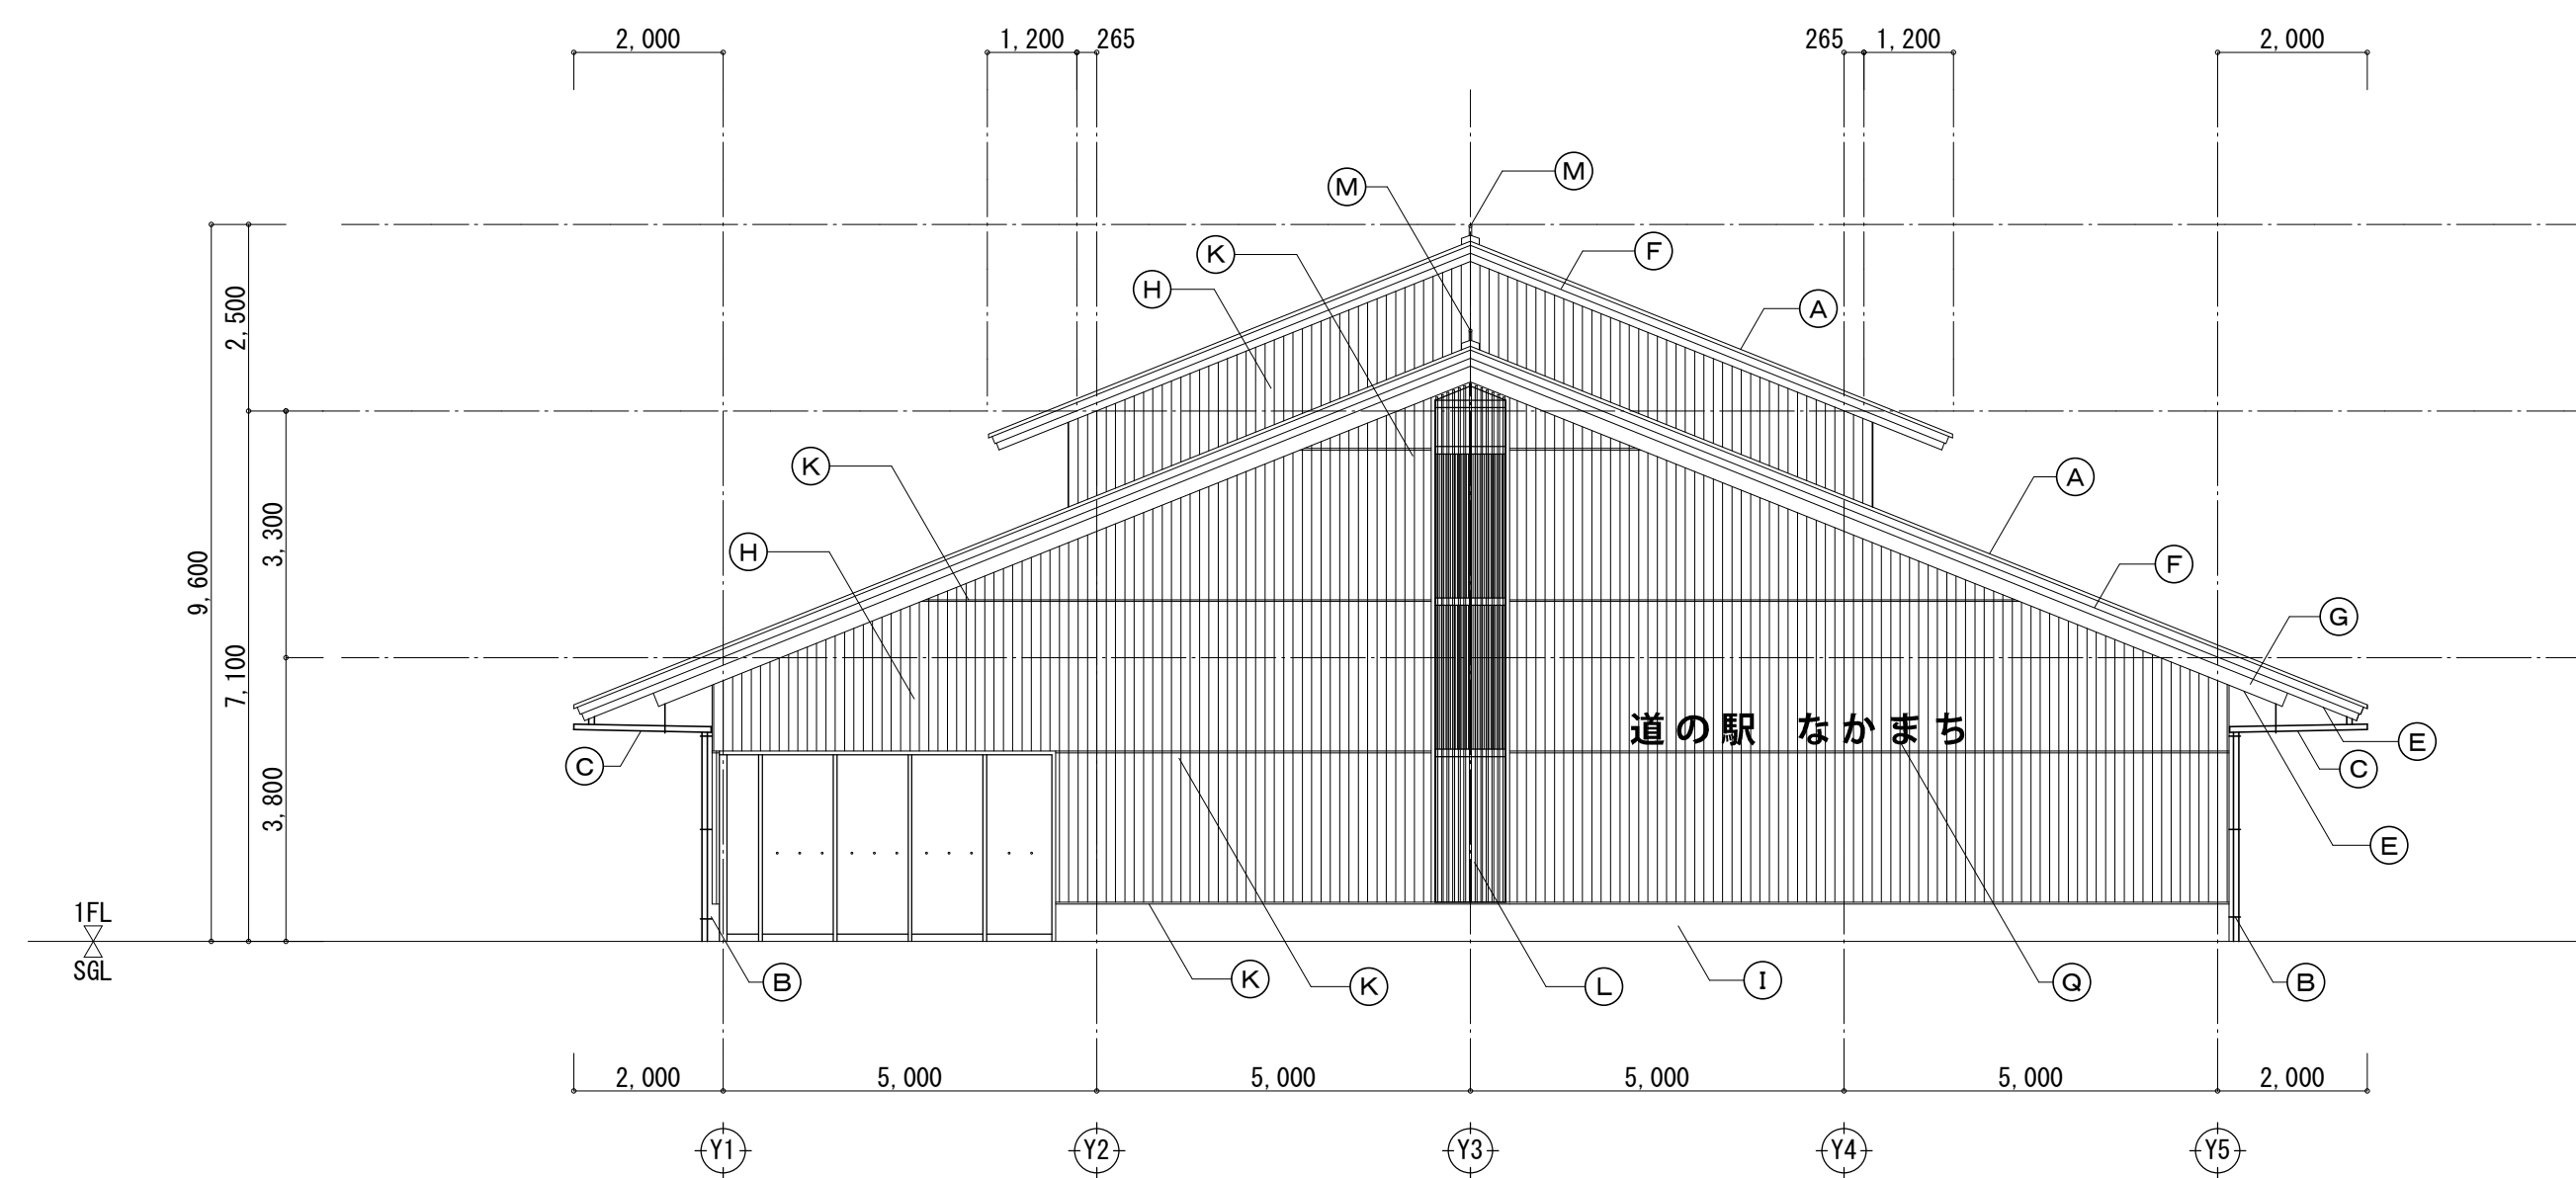 2,000 1,200 265 265 1,200 2,000
M
M
K
F
H
A
2,500
K
A
3,300
H
F
9,600
G
7,100
道の駅 なかまち
E
C
C
3,800
E
1FL
SGL
B
K
K
L
I
Q
B
2,000 5,000 5,000 5,000 5,000 2,000
Y1 Y2 Y3 Y4 Y5